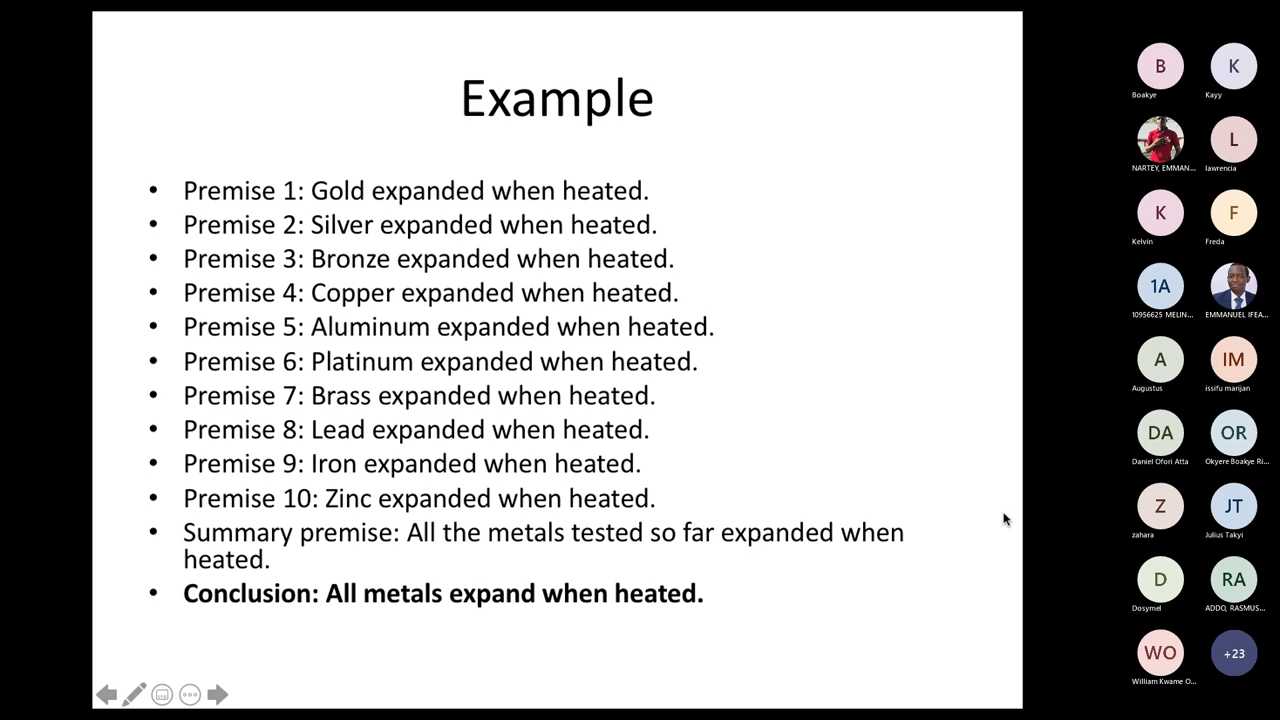 Example
• Premise 1: Gold expanded when heated.
• Premise 2: Silver expanded when heated.
• Premise 3: Bronze expanded when heated.
• Premise 4: Copper expanded when heated.
• Premise 5: Aluminum expanded when heated.
• Premise 6: Platinum expanded when heated.
• Premise 7: Brass expanded when heated.
• Premise 8: Lead expanded when heated.
• Premise 9: Iron expanded when heated.
• Premise 10: Zinc expanded when heated.
• Summary premise: All the metals tested so far expanded when
heated.
• Conclusion: All metals expand when heated.
B K
Boakye Kayy
L
NARTEY, EMMAN... lawrencia
K F
Kelvin Freda
1A
10956625 MELIN... EMMANUEL IFEA...
A IM
Augustus issifu marijan
DA OR
Daniel Ofori Atta Okyere Boakye Ri...
Z JT
zahara Julius Takyi
D RA
Dosymel ADDO, RASMUS...
WO +23
William Kwame O...